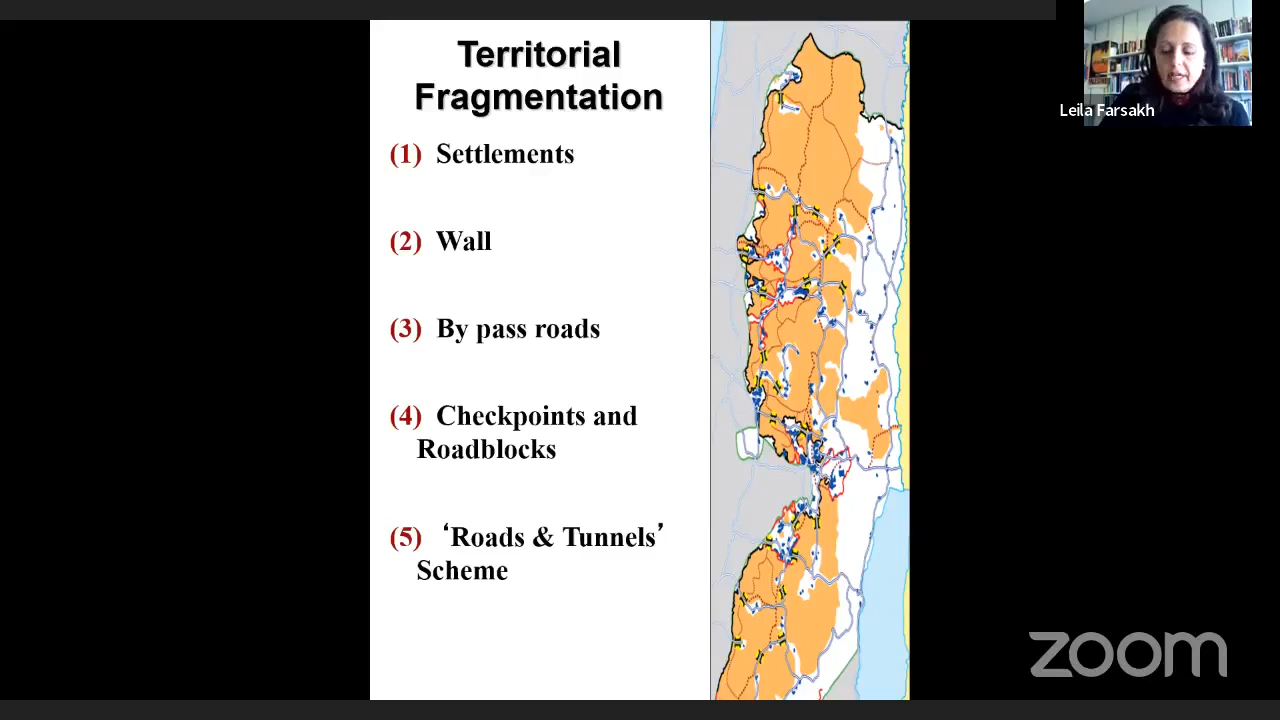 Territorial
Fragmentation
(1) Settlements
(2) Wall
(3) By pass roads
(4) Checkpoints and
Roadblocks
(5) ‘Roads & Tunnels’
Scheme
Leila Farsakh
zoom